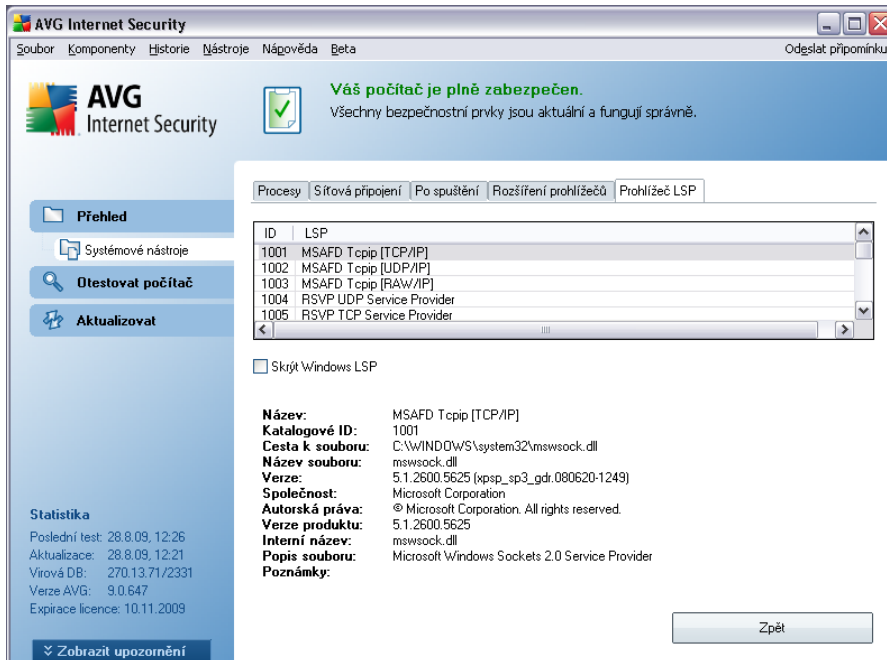 AVG Internet Security
Soubor Komponenty Historie Nástroje Nápověda Beta Odeslat připomínku
AVG
Internet Security
Váš počítač je plně zabezpečen.
Všechny bezpečnostní prvky jsou aktuální a fungují správně.
Přehled
Systémové nástroje
Otestovat počítač
Aktualizovat
Procesy Síťová připojení Po spuštění Rozšíření prohlížečů Prohlížeč LSP
ID LSP
1001 MSAFD Tcpip [TCP/IP]
1002 MSAFD Tcpip [UDP/IP]
1003 MSAFD Tcpip [RAW/IP]
1004 RSVP UDP Service Provider
1005 RSVP TCP Service Provider
Skrýt Windows LSP
Název: MSAFD Tcpip [TCP/IP]
Katalogové ID: 1001
Cesta k souboru: C:\WINDOWS\system32\mswsock.dll
Název souboru: mswsock.dll
Verze: 5.1.2600.5625 (xpsp_sp3_gdr.080620-1249)
Společnost: Microsoft Corporation
Autorská práva: © Microsoft Corporation. All rights reserved.
Verze produktu: 5.1.2600.5625
Interní název: mswsock.dll
Popis souboru: Microsoft Windows Sockets 2.0 Service Provider
Poznámky:
Statistika
Poslední test: 28.8.09, 12:26
Aktualizace: 28.8.09, 12:21
Virová DB: 270.13.71/2331
Verze AVG: 9.0.647
Expirace licence: 10.11.2009
Zobrazit upozornění
Zpět